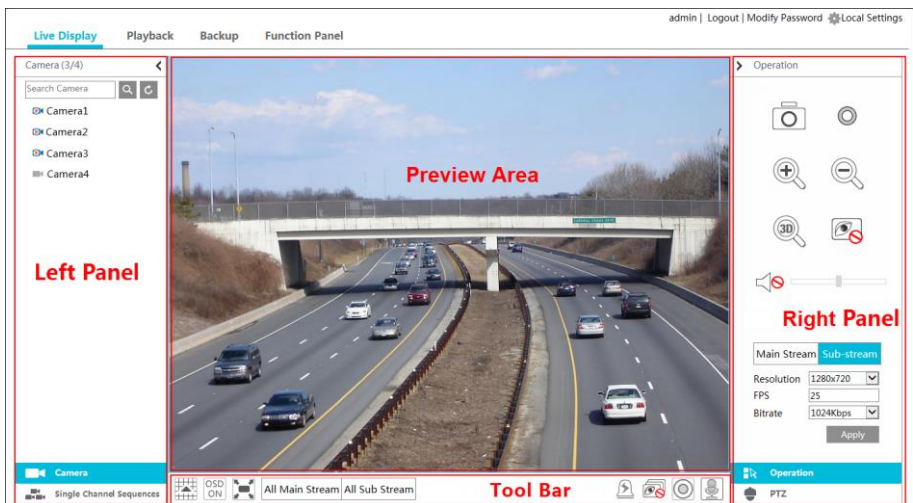 admin | Logout | Modify Password Local Settings
Live Display Playback Backup Function Panel
Camera (3/4)
Search Camera
Camera1
Camera2
Camera3
Camera4
Left Panel
Camera
Single Channel Sequences
Preview Area
OSD
ON
All Main Stream All Sub Stream
Tool Bar
Operation
3D
Right Panel
Main Stream Sub-stream
Resolution 1280x720
FPS 25
Bitrate 1024Kbps
Apply
Operation
PTZ